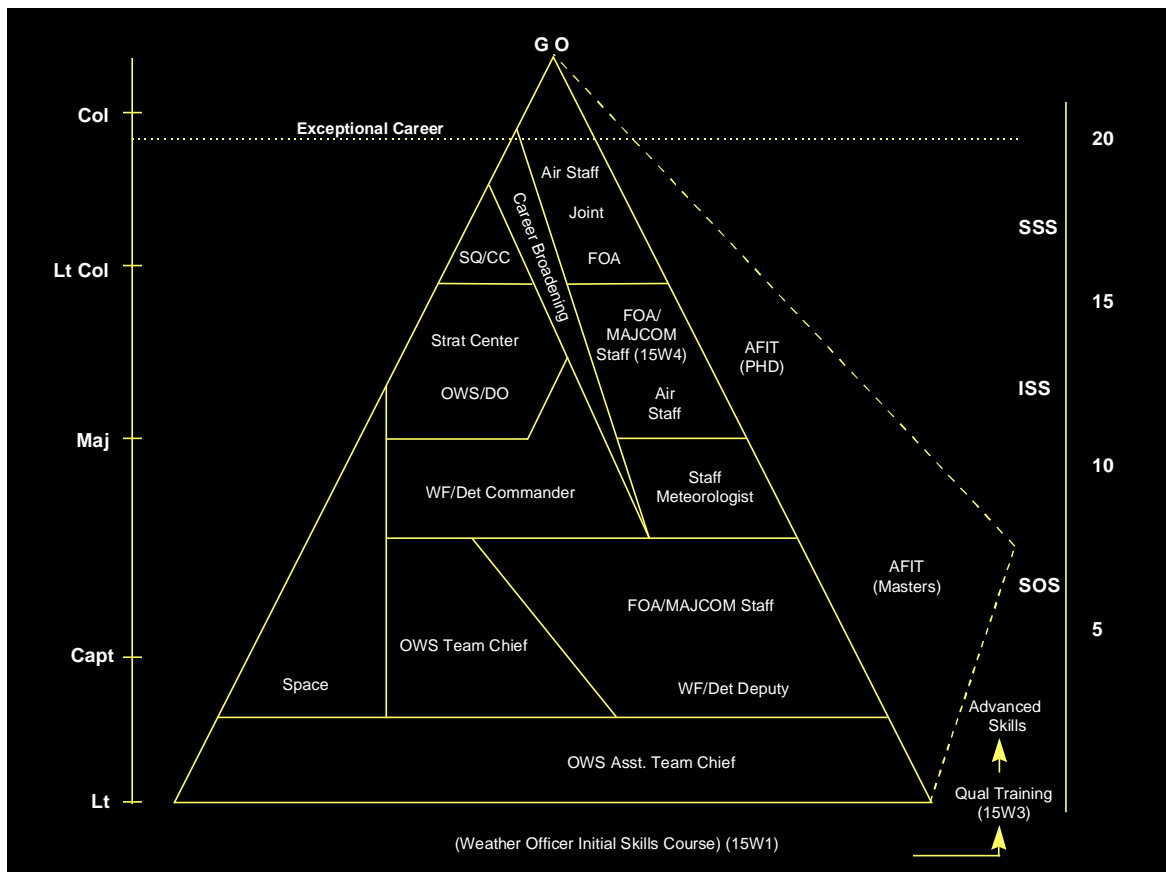 G O
Col
Exceptional Career
20
Air Staff
Career Broadening
Joint
SSS
SQ/CC
FOA
Lt Col
15
FOA/
MAJCOM
Staff (15W4)
Strat Center
AFIT
(PHD)
OWS/DO
Air
Staff
ISS
Maj
10
WF/Det Commander
Staff
Meteorologist
AFIT
(Masters)
SOS
FOA/MAJCOM Staff
5
OWS Team Chief
Capt
Space
WF/Det Deputy
Advanced
Skills
OWS Asst. Team Chief
Lt
Qual Training
(15W3)
(Weather Officer Initial Skills Course) (15W1)